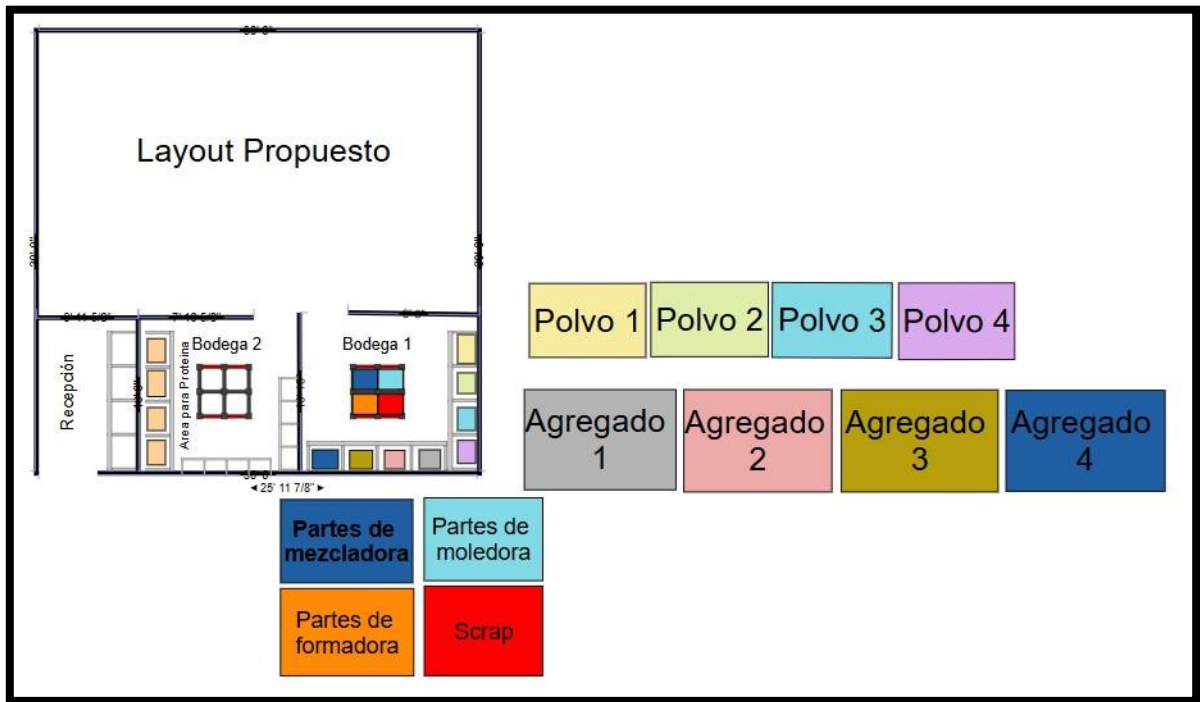 Layout Propuesto
Bodega 2
Bodega 1
Recepción
Area para Proteina
25' 11 7/8"
Polvo 1
Polvo 2
Polvo 3
Polvo 4
Agregado
1
Agregado
2
Agregado
3
Agregado
4
Partes de
mezcladora
Partes de
moledora
Partes de
formadora
Scrap